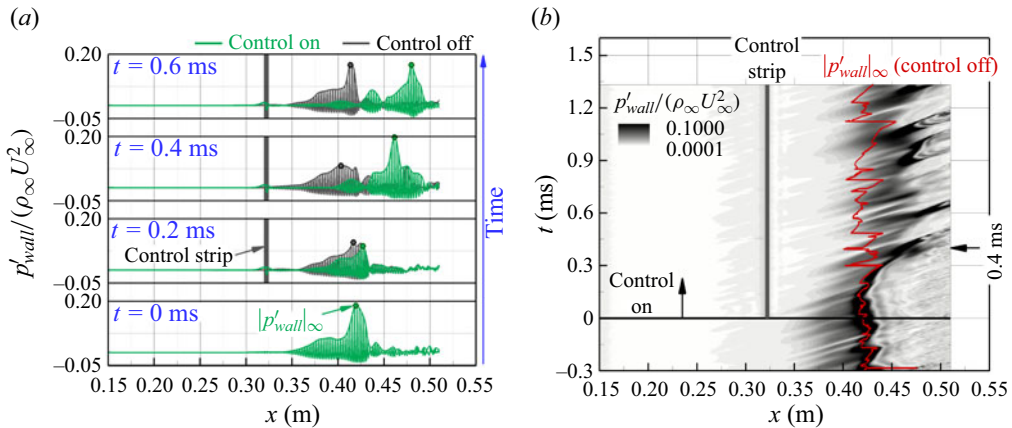 (a)
Control on
Control off
0.20
t = 0.6 ms
–0.05
0.20
t = 0.4 ms
–0.05
0.20
t = 0.2 ms
Control strip
–0.05
0.20
t = 0 ms
|p′wall|∞
–0.05
p′wall/(ρ∞U²∞)
Time
0.15 0.20 0.25 0.30 0.35 0.40 0.45 0.50 0.55
x (m)
(b)
Control
strip
|p′wall|∞ (control off)
p′wall/(ρ∞U²∞)
0.1000
0.0001
1.5
1.2
0.9
0.6
0.3
0
–0.3
t (ms)
Control
on
0.4 ms
0.15 0.20 0.25 0.30 0.35 0.40 0.45 0.50 0.55
x (m)